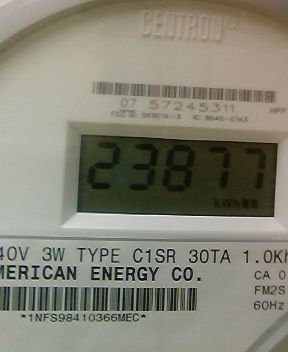 CENTRON®
07 57245311
23877
kWh
40V 3W TYPE C1SR 30TA 1.0Kh
MERICAN ENERGY CO.
CA 0
FM2S
60Hz
*1NFS98410366MEC*